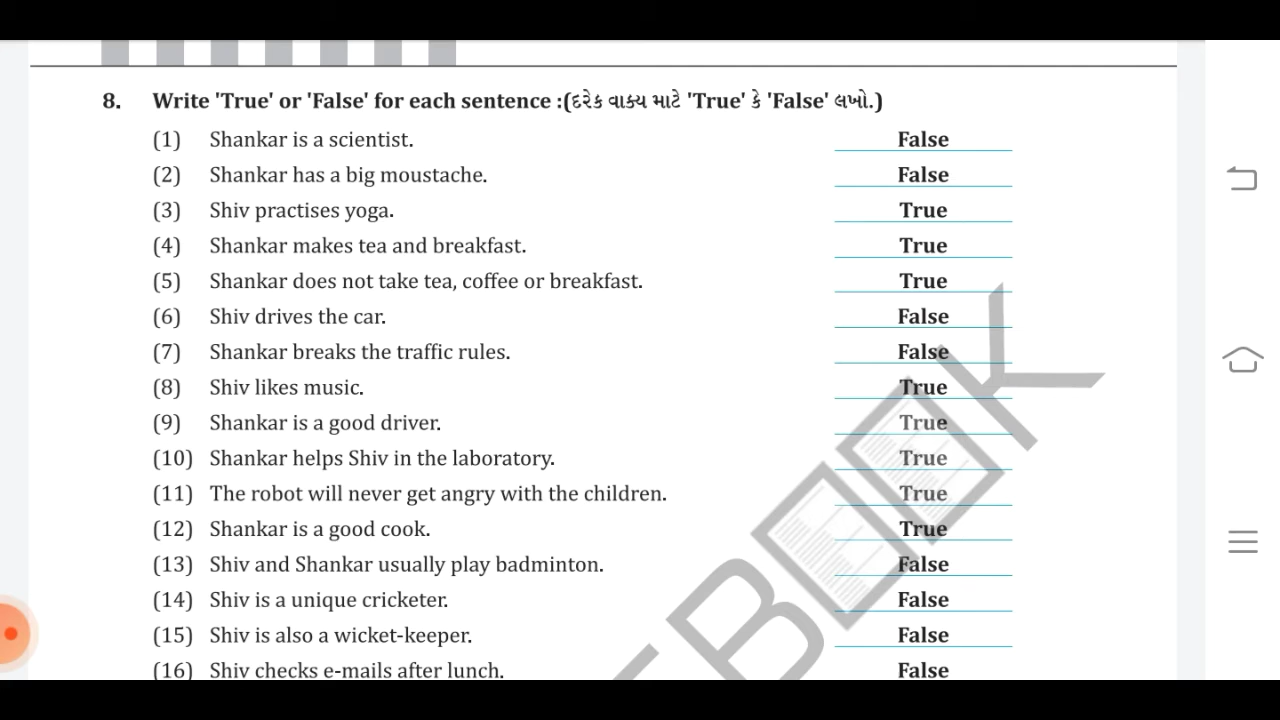 8. Write 'True' or 'False' for each sentence :(દરેક વાક્ય માટે 'True' કે 'False' લખો.)
(1) Shankar is a scientist. False
(2) Shankar has a big moustache. False
(3) Shiv practises yoga. True
(4) Shankar makes tea and breakfast. True
(5) Shankar does not take tea, coffee or breakfast. True
(6) Shiv drives the car. False
(7) Shankar breaks the traffic rules. False
(8) Shiv likes music. True
(9) Shankar is a good driver. True
(10) Shankar helps Shiv in the laboratory. True
(11) The robot will never get angry with the children. True
(12) Shankar is a good cook. True
(13) Shiv and Shankar usually play badminton. False
(14) Shiv is a unique cricketer. False
(15) Shiv is also a wicket-keeper. False
(16) Shiv checks e-mails after lunch. False